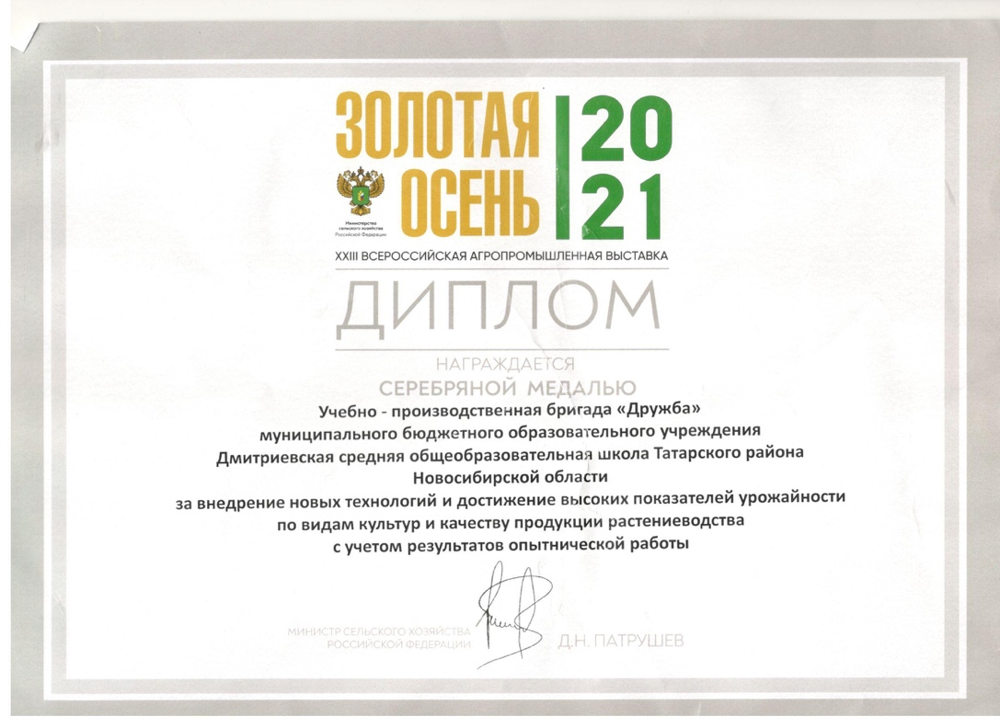 ЗОЛОТАЯ
ОСЕНЬ
20
21
Министерство
сельского хозяйства
Российской Федерации
XXIII ВСЕРОССИЙСКАЯ АГРОПРОМЫШЛЕННАЯ ВЫСТАВКА
ДИПЛОМ
НАГРАЖДАЕТСЯ
СЕРЕБРЯНОЙ МЕДАЛЬЮ
Учебно - производственная бригада «Дружба»
муниципального бюджетного образовательного учреждения
Дмитриевская средняя общеобразовательная школа Татарского района
Новосибирской области
за внедрение новых технологий и достижение высоких показателей урожайности
по видам культур и качеству продукции растениеводства
с учетом результатов опытнической работы
МИНИСТР СЕЛЬСКОГО ХОЗЯЙСТВА
РОССИЙСКОЙ ФЕДЕРАЦИИ
Д.Н. ПАТРУШЕВ